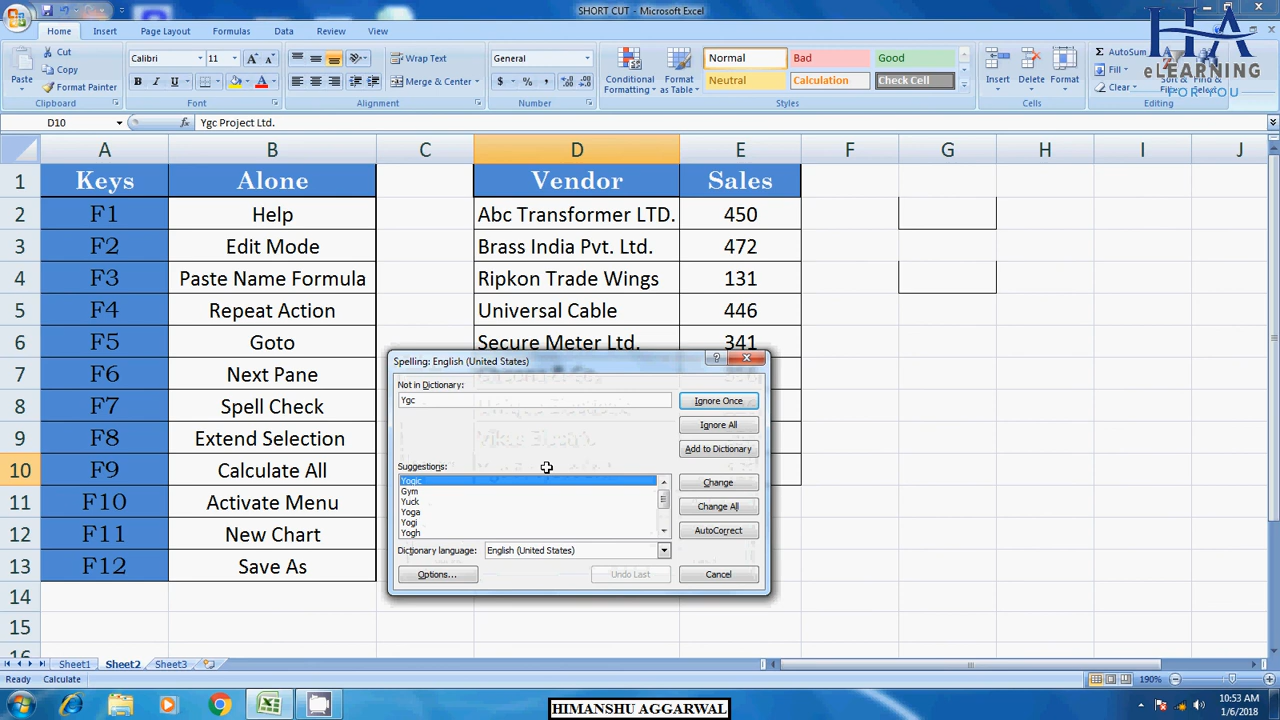 SHORT CUT - Microsoft Excel
Home Insert Page Layout Formulas Data Review View
HA
eLEARNING
FOR YOU
Paste
Cut
Copy
Format Painter
Clipboard
Calibri 11
B I U
Font
Wrap Text
Merge & Center
Alignment
General
$ % ,
Number
Conditional Formatting
Format as Table
Normal Bad Good
Neutral Calculation Check Cell
Styles
Insert Delete Format
Cells
AutoSum
Fill
Clear
Editing
D10 fx Ygc Project Ltd.
A B C D E F G H I J
1 Keys Alone Vendor Sales
2 F1 Help Abc Transformer LTD. 450
3 F2 Edit Mode Brass India Pvt. Ltd. 472
4 F3 Paste Name Formula Ripkon Trade Wings 131
5 F4 Repeat Action Universal Cable 446
6 F5 Goto Secure Meter Ltd. 341
7 F6 Next Pane
8 F7 Spell Check
9 F8 Extend Selection
10 F9 Calculate All
11 F10 Activate Menu
12 F11 New Chart
13 F12 Save As
14
15
16
Spelling: English (United States)
Not in Dictionary:
Ygc
Ignore Once
Ignore All
Add to Dictionary
Suggestions:
Yogic
Gym
Yuck
Yoga
Yogi
Yogh
Change
Change All
AutoCorrect
Dictionary language: English (United States)
Options... Undo Last Cancel
Sheet1 Sheet2 Sheet3
Ready Calculate 190%
HIMANSHU AGGARWAL
10:53 AM
1/6/2018